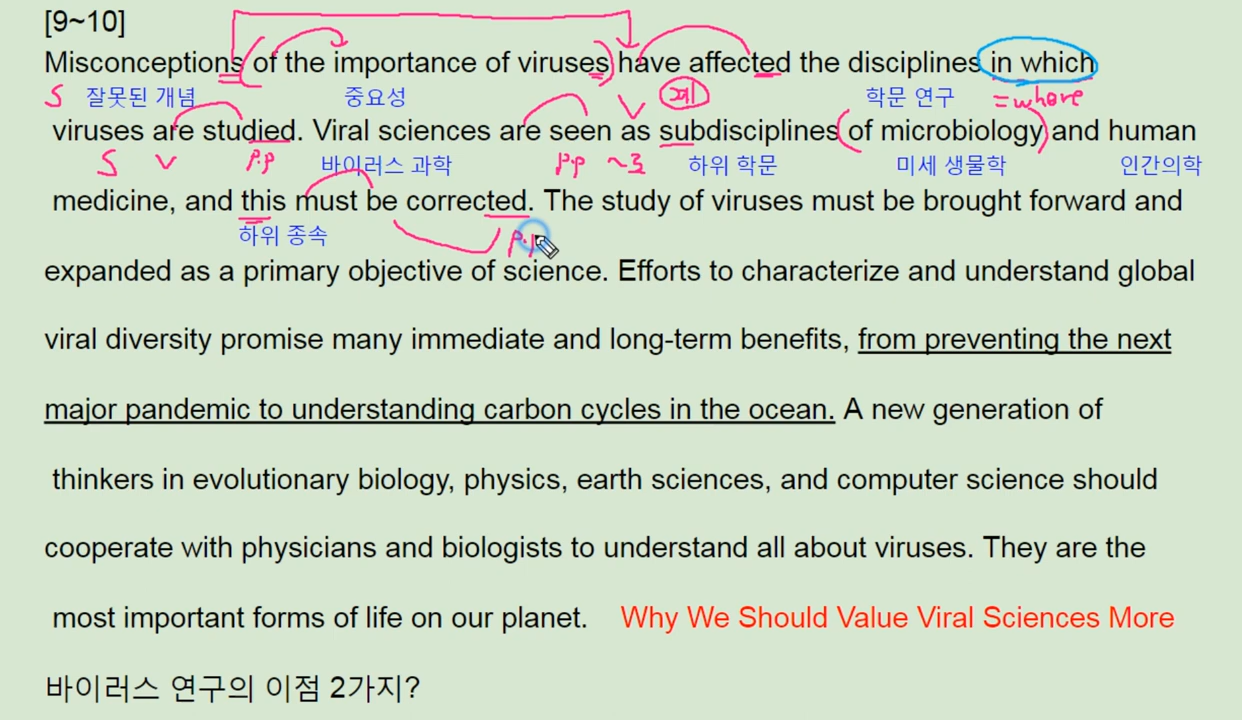 [9~10]
Misconceptions of the importance of viruses have affected the disciplines in which
S 잘못된 개념 중요성 V 계 학문 연구 = where
viruses are studied. Viral sciences are seen as subdisciplines of microbiology and human
S V p.p 바이러스 과학 p.p ~로 하위 학문 미세 생물학 인간의학
medicine, and this must be corrected. The study of viruses must be brought forward and
하위 종속 p.p
expanded as a primary objective of science. Efforts to characterize and understand global
viral diversity promise many immediate and long-term benefits, from preventing the next
major pandemic to understanding carbon cycles in the ocean. A new generation of
thinkers in evolutionary biology, physics, earth sciences, and computer science should
cooperate with physicians and biologists to understand all about viruses. They are the
most important forms of life on our planet. Why We Should Value Viral Sciences More
바이러스 연구의 이점 2가지?